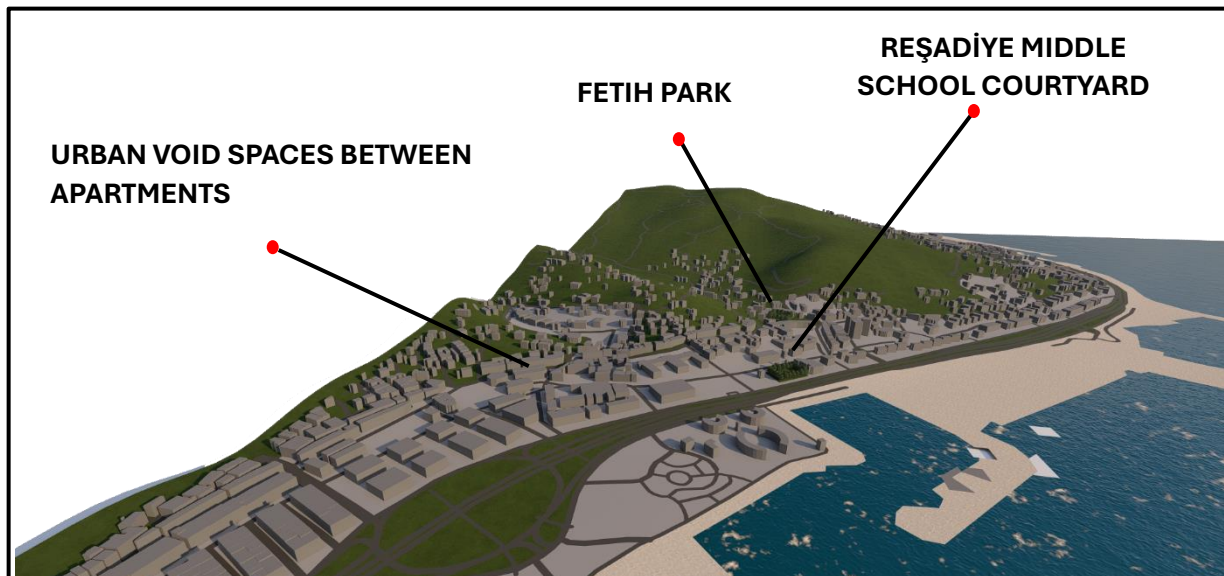 REŞADİYE MIDDLE
SCHOOL COURTYARD
FETIH PARK
URBAN VOID SPACES BETWEEN
APARTMENTS